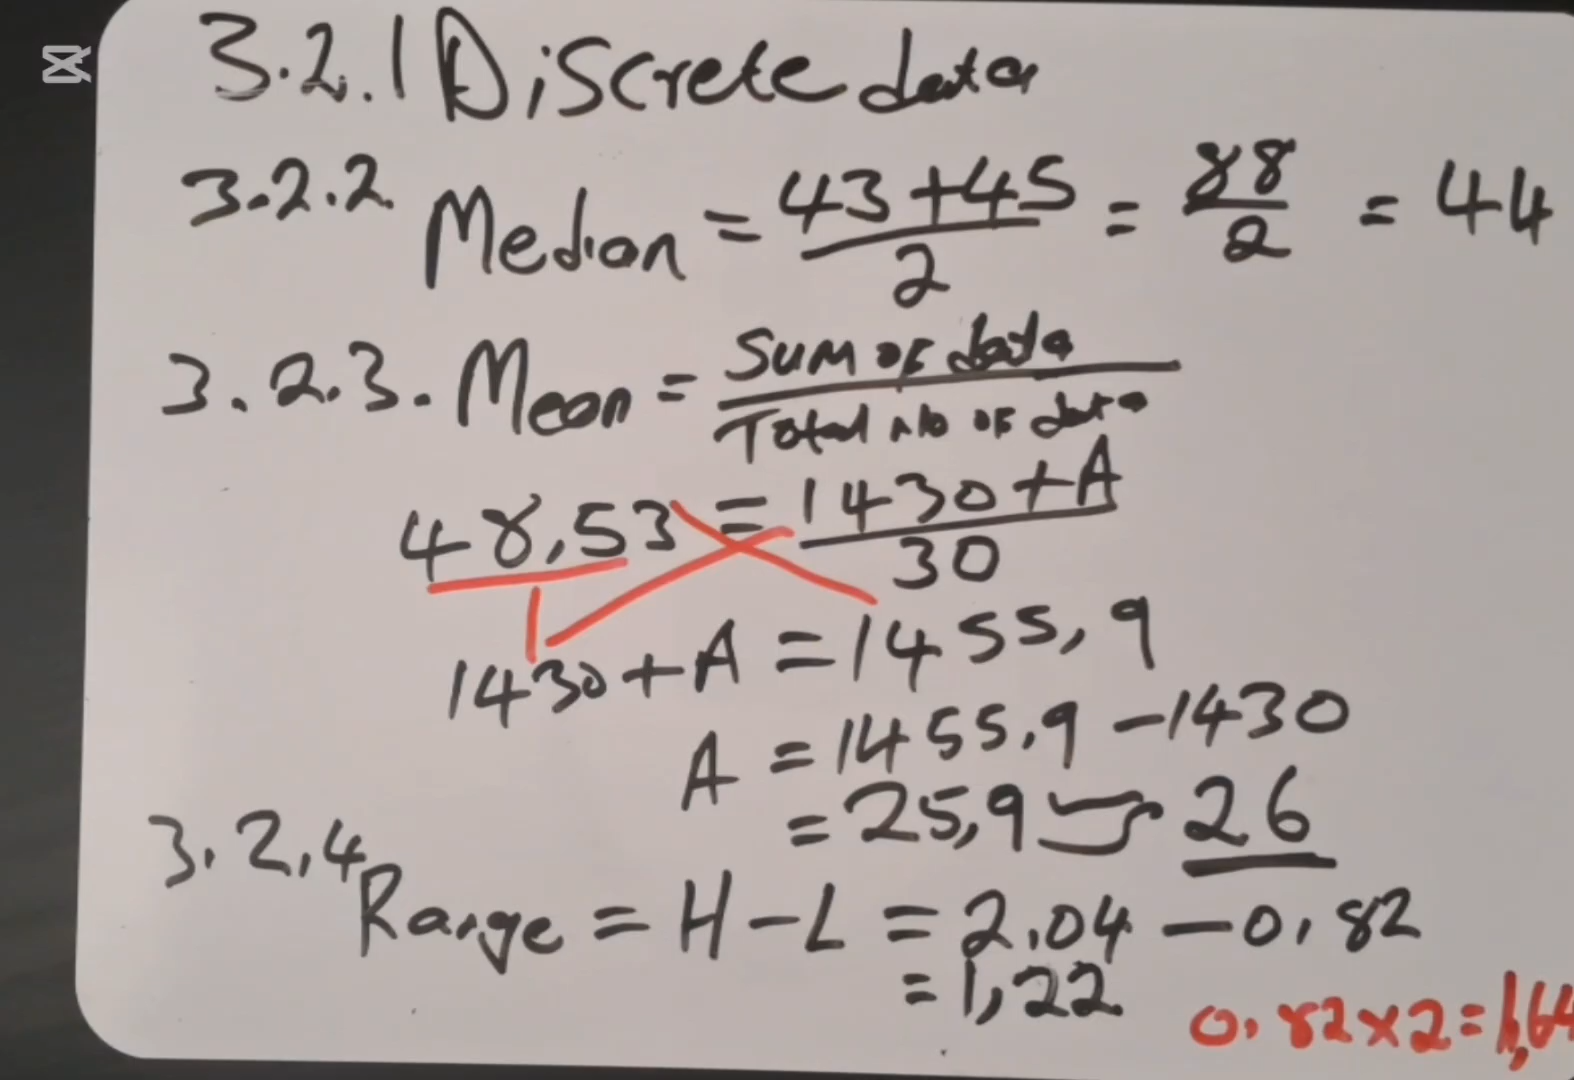 3.2.1 Discrete data
3.2.2. Median = 43+45/2 = 88/2 = 44
3.2.3. Mean = Sum of data/Total no of data
48,53 = 1430+A/30
1430+A = 1455,9
A = 1455,9 - 1430
= 25,9 26
3.2.4 Range = H-L = 2.04 - 0,82
= 1,22
0,82×2=1,64